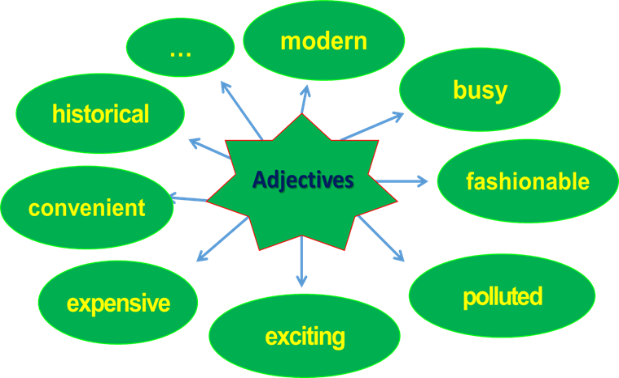 …
modern
busy
historical
Adjectives
fashionable
convenient
expensive
polluted
exciting